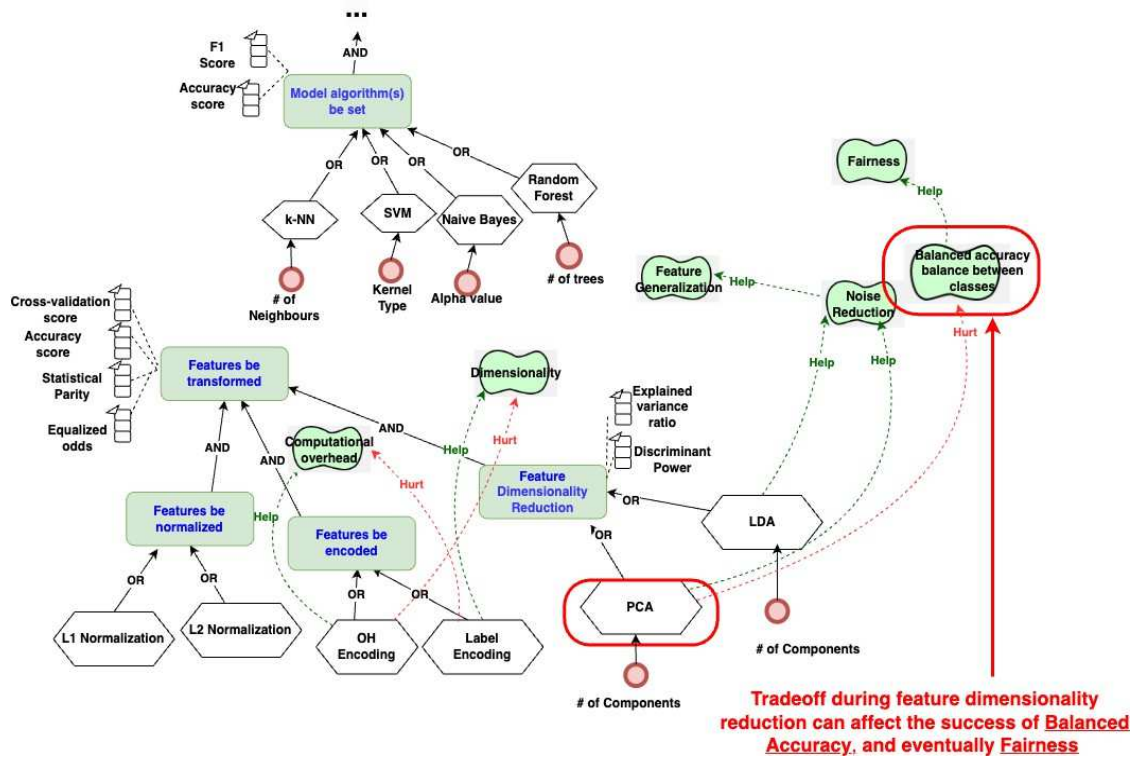 ...
AND
F1
Score
Accuracy
score
Model algorithm(s)
be set
OR
OR
OR
OR
k-NN
SVM
Naive Bayes
Random
Forest
# of
Neighbours
Kernel
Type
Alpha value
# of trees
Fairness
Help
Balanced accuracy
balance between
classes
Feature
Generalization
Help
Noise
Reduction
Hurt
Help
Help
Cross-validation
score
Accuracy
score
Statistical
Parity
Equalized
odds
Features be
transformed
Dimensionality
AND
AND
AND
Computational
overhead
Help
Hurt
Hurt
Explained
variance
ratio
Discriminant
Power
Feature
Dimensionality
Reduction
OR
OR
LDA
Features be
normalized
Help
Features be
encoded
OR
OR
OR
OR
L1 Normalization
L2 Normalization
OH
Encoding
Label
Encoding
PCA
# of Components
# of Components
Tradeoff during feature dimensionality
reduction can affect the success of Balanced
Accuracy, and eventually Fairness